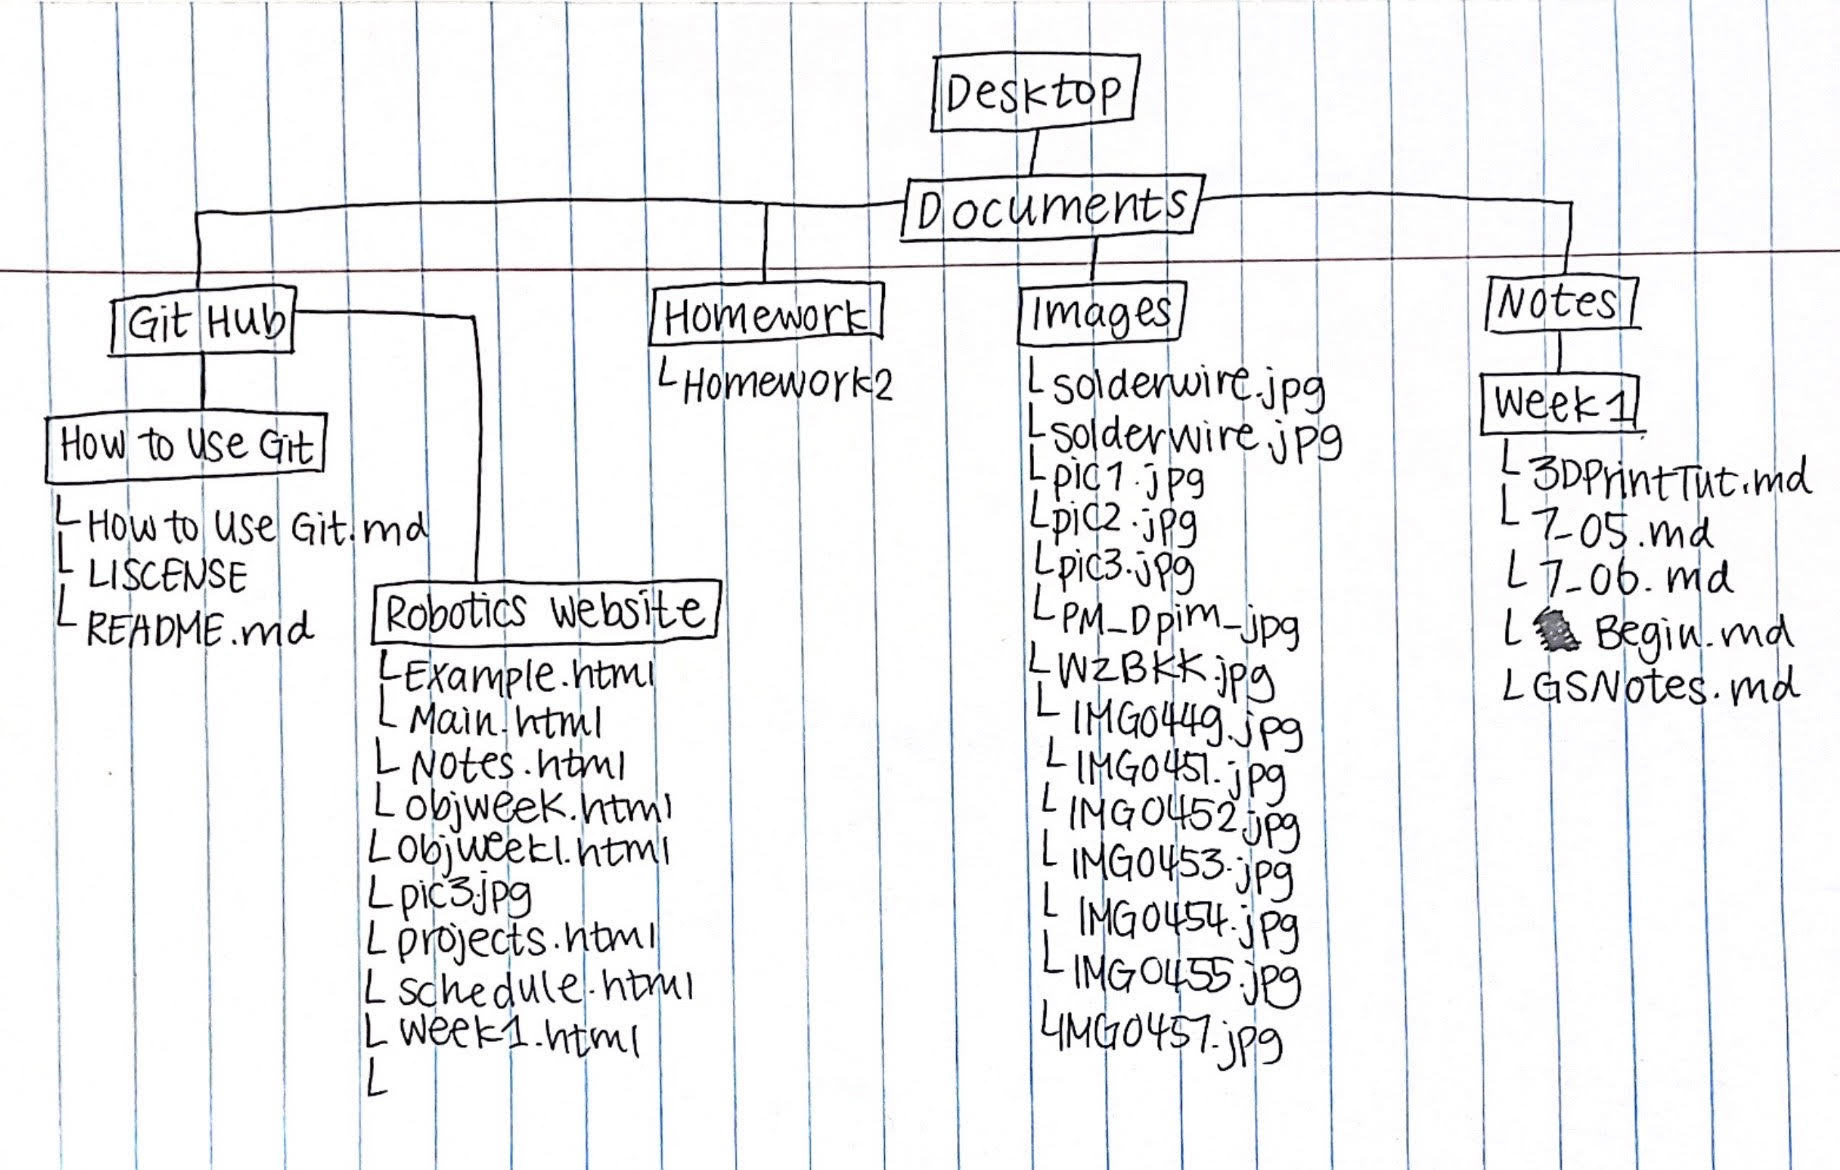 Desktop
Documents
Git Hub
How to use Git
How to use Git.md
LISCENSE
README.md
Robotics website
Example.html
Main.html
Notes.html
objweek.html
objweek1.html
pic3.jpg
projects.html
schedule.html
week1.html
Homework
Homework2
Images
solderwire.jpg
solderwire.jpg
pic1.jpg
pic2.jpg
pic3.jpg
PM_Dpim_jpg
WzBKK.jpg
IMG0449.jpg
IMG0451.jpg
IMG0452.jpg
IMG0453.jpg
IMG0454.jpg
IMG0455.jpg
IMG0457.jpg
Notes
Week1
3DPrintTut.md
7-05.md
7-06.md
Begin.md
GSNotes.md